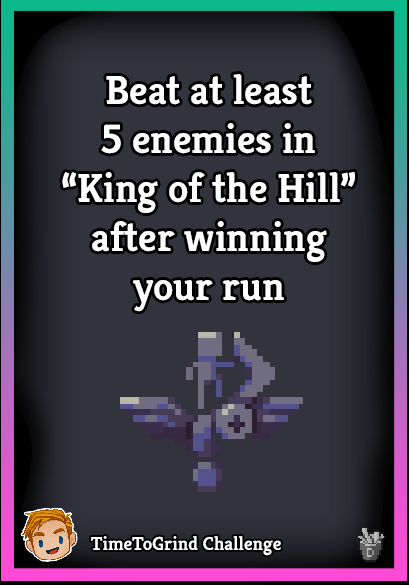 Beat at least
5 enemies in
“King of the Hill”
after winning
your run
TimeToGrind Challenge
D